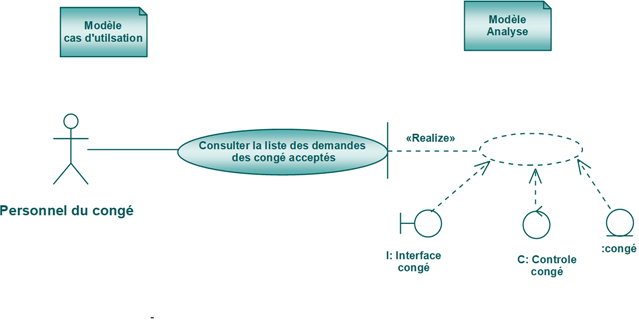 Modèle
cas d'utilsation
Modèle
Analyse
«Realize»
Consulter la liste des demandes
des congé acceptés
Personnel du congé
I: Interface
congé
C: Controle
congé
:congé
-